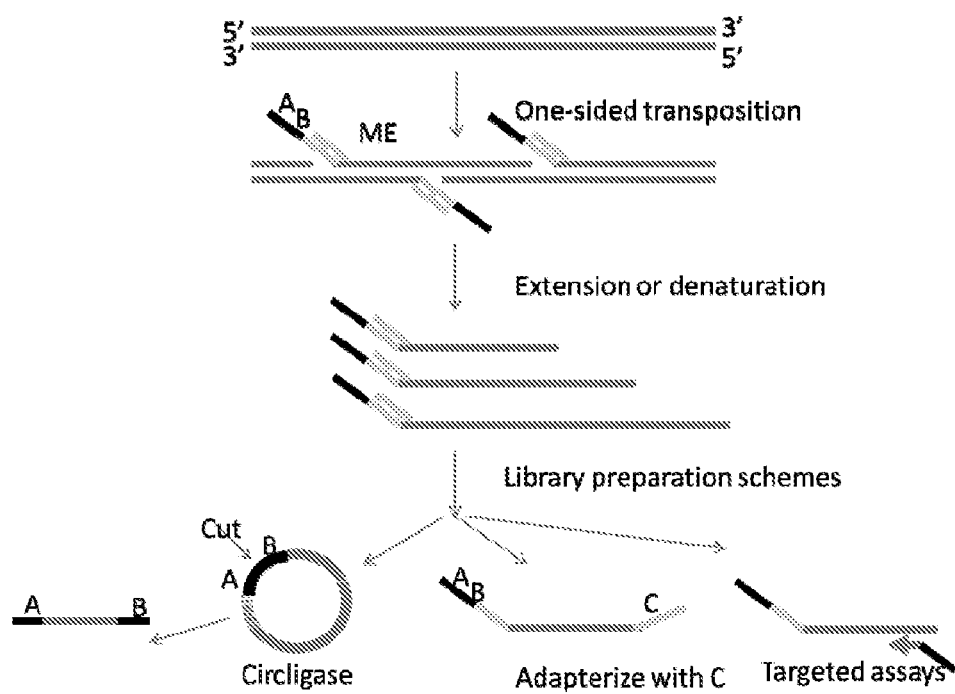 5' 3'
3' 5'
One-sided transposition
A
B
ME
Extension or denaturation
Library preparation schemes
Cut
B
A
A B
Circligase
A
B
C
Adapterize with C
Targeted assays